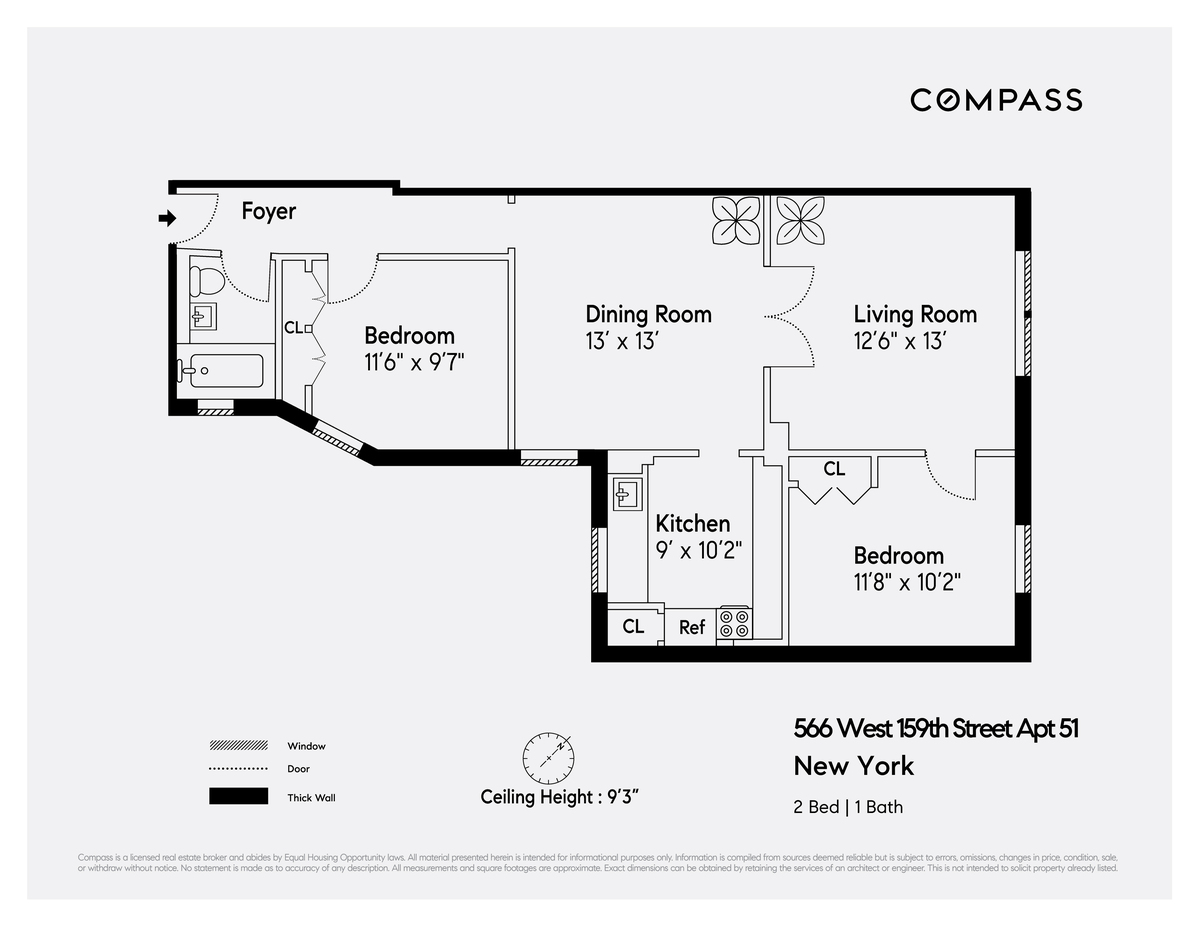 COMPASS
Foyer
CL
Bedroom
11'6" x 9'7"
Dining Room
13' x 13'
Living Room
12'6" x 13'
CL
Kitchen
9' x 10'2"
Bedroom
11'8" x 10'2"
CL
Ref
Window
Door
Thick Wall
N
Ceiling Height : 9'3"
566 West 159th Street Apt 51
New York
2 Bed | 1 Bath
Compass is a licensed real estate broker and abides by Equal Housing Opportunity laws. All material presented herein is intended for informational purposes only. Information is compiled from sources deemed reliable but is subject to errors, omissions, changes in price, condition, sale,
or withdraw without notice. No statement is made as to accuracy of any description. All measurements and square footages are approximate. Exact dimensions can be obtained by retaining the services of an architect or engineer. This is not intended to solicit property already listed.